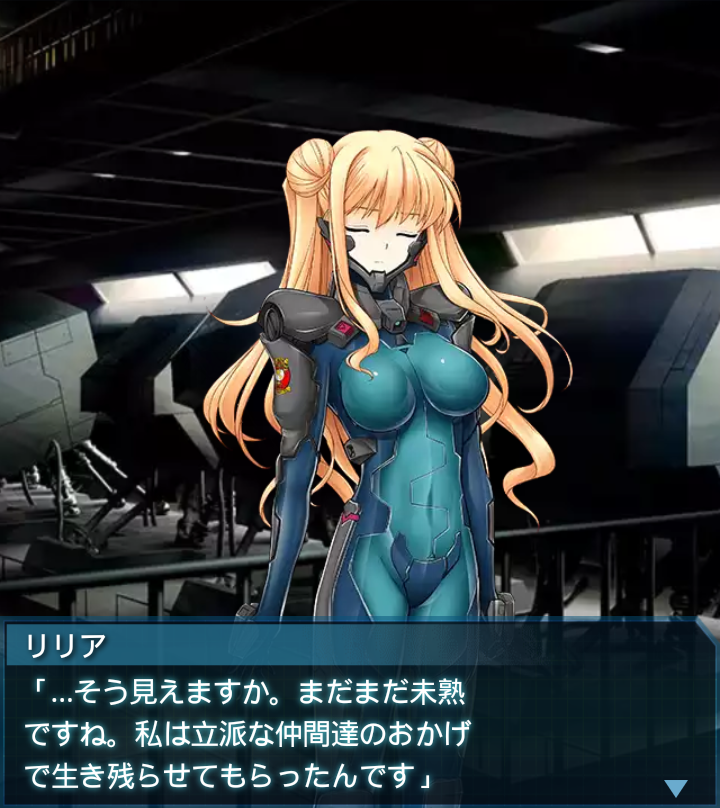 リリア
「…そう見えますか。まだまだ未熟
ですね。私は立派な仲間達のおかげ
で生き残らせてもらったんです」